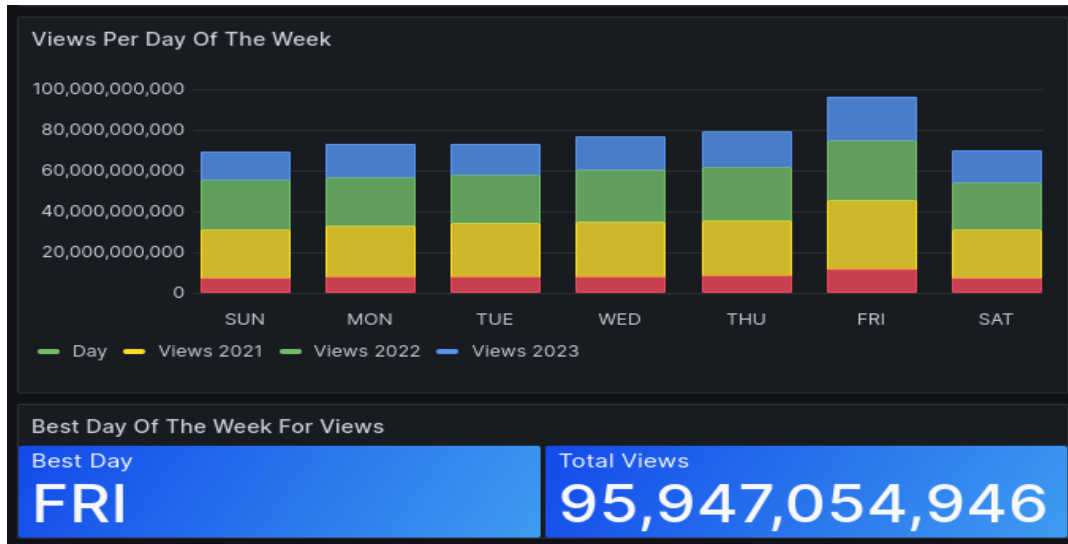 Views Per Day Of The Week
100,000,000,000
80,000,000,000
60,000,000,000
40,000,000,000
20,000,000,000
0
SUN MON TUE WED THU FRI SAT
Day Views 2021 Views 2022 Views 2023
Best Day Of The Week For Views
Best Day
FRI
Total Views
95,947,054,946